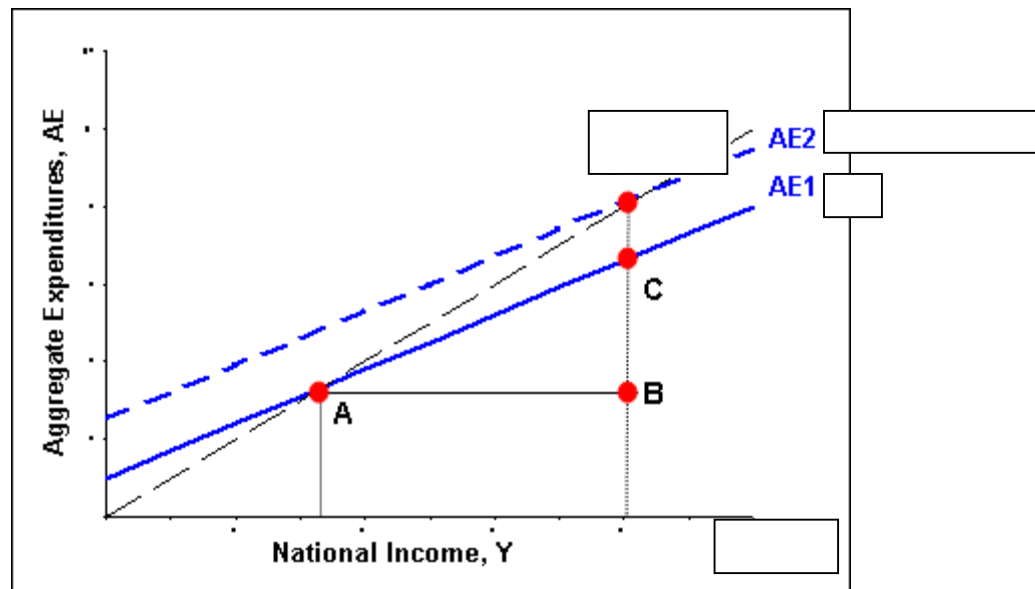 Aggregate Expenditures, AE
AE2
AE1
C
A
B
National Income, Y